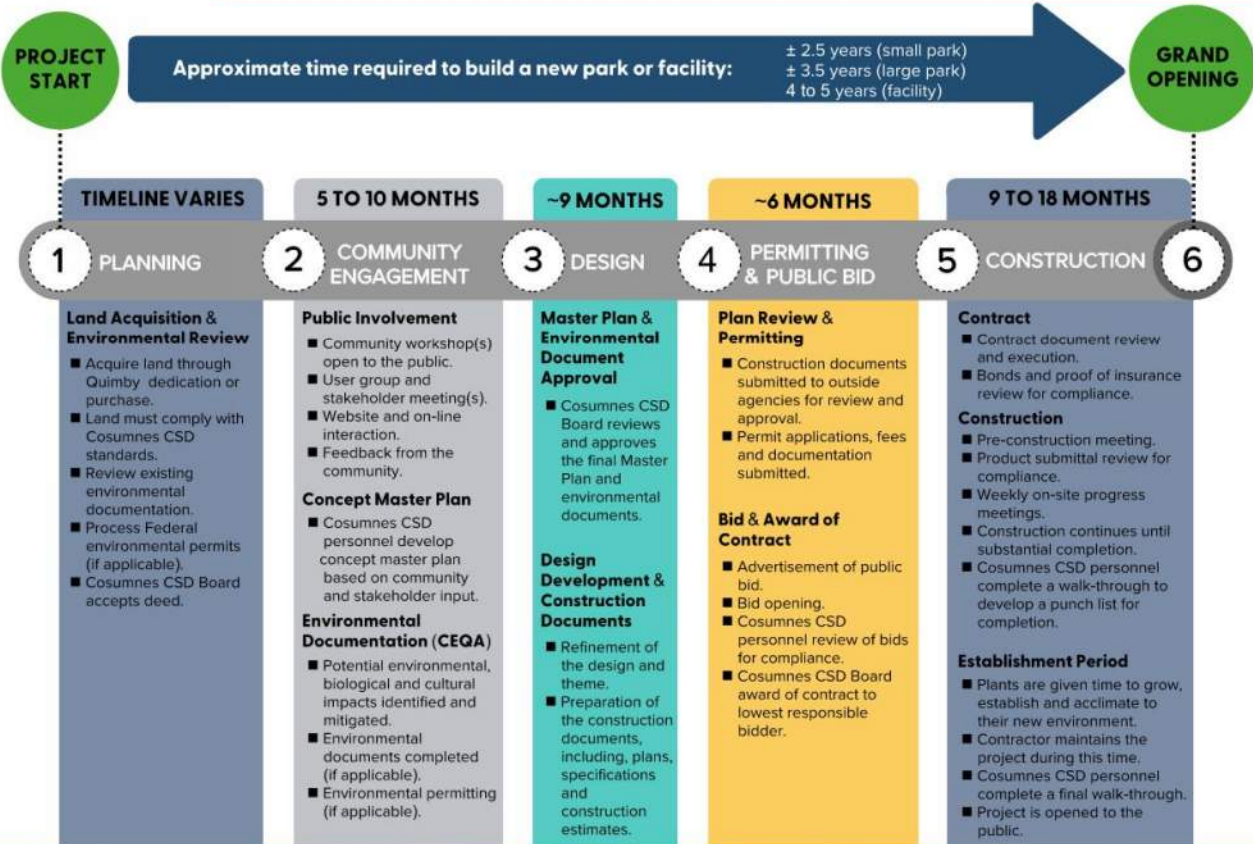 PROJECT
START
Approximate time required to build a new park or facility:
± 2.5 years (small park)
± 3.5 years (large park)
4 to 5 years (facility)
GRAND
OPENING
TIMELINE VARIES
1 PLANNING
Land Acquisition &
Environmental Review
■ Acquire land through
Quimby dedication or
purchase.
■ Land must comply with
Cosumnes CSD
standards.
■ Review existing
environmental
documentation.
■ Process Federal
environmental permits
(if applicable).
■ Cosumnes CSD Board
accepts deed.
5 TO 10 MONTHS
2 COMMUNITY
ENGAGEMENT
Public Involvement
■ Community workshop(s)
open to the public.
■ User group and
stakeholder meeting(s).
■ Website and on-line
interaction.
■ Feedback from the
community.
Concept Master Plan
■ Cosumnes CSD
personnel develop
concept master plan
based on community
and stakeholder input.
Environmental
Documentation (CEQA)
■ Potential environmental,
biological and cultural
impacts identified and
mitigated.
■ Environmental
documents completed
(if applicable).
■ Environmental permitting
(if applicable).
~9 MONTHS
3 DESIGN
Master Plan &
Environmental
Document
Approval
■ Cosumnes CSD
Board reviews
and approves
the final Master
Plan and
environmental
documents.
Design
Development &
Construction
Documents
■ Refinement of
the design and
theme.
■ Preparation of
the construction
documents,
including, plans,
specifications
and
construction
estimates.
~6 MONTHS
4 PERMITTING
& PUBLIC BID
Plan Review &
Permitting
■ Construction documents
submitted to outside
agencies for review and
approval.
■ Permit applications, fees
and documentation
submitted.
Bid & Award of
Contract
■ Advertisement of public
bid.
■ Bid opening.
■ Cosumnes CSD
personnel review of bids
for compliance.
■ Cosumnes CSD Board
award of contract to
lowest responsible
bidder.
9 TO 18 MONTHS
5 CONSTRUCTION 6
Contract
■ Contract document review
and execution.
■ Bonds and proof of insurance
review for compliance.
Construction
■ Pre-construction meeting.
■ Product submittal review for
compliance.
■ Weekly on-site progress
meetings.
■ Construction continues until
substantial completion.
■ Cosumnes CSD personnel
complete a walk-through to
develop a punch list for
completion.
Establishment Period
■ Plants are given time to grow,
establish and acclimate to
their new environment.
■ Contractor maintains the
project during this time.
■ Cosumnes CSD personnel
complete a final walk-through.
■ Project is opened to the
public.